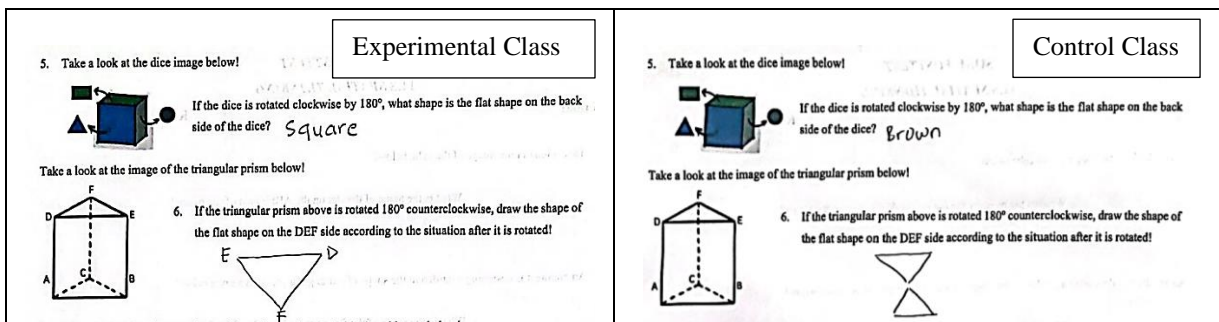 Experimental Class
5. Take a look at the dice image below!
If the dice is rotated clockwise by 180º, what shape is the flat shape on the back
side of the dice? Square
Take a look at the image of the triangular prism below!
F
D E
6. If the triangular prism above is rotated 180º counterclockwise, draw the shape of
the flat shape on the DEF side according to the situation after it is rotated!
C
A B
E D
F
Control Class
5. Take a look at the dice image below!
If the dice is rotated clockwise by 180º, what shape is the flat shape on the back
side of the dice? Brown
Take a look at the image of the triangular prism below!
F
D E
6. If the triangular prism above is rotated 180º counterclockwise, draw the shape of
the flat shape on the DEF side according to the situation after it is rotated!
C
A B